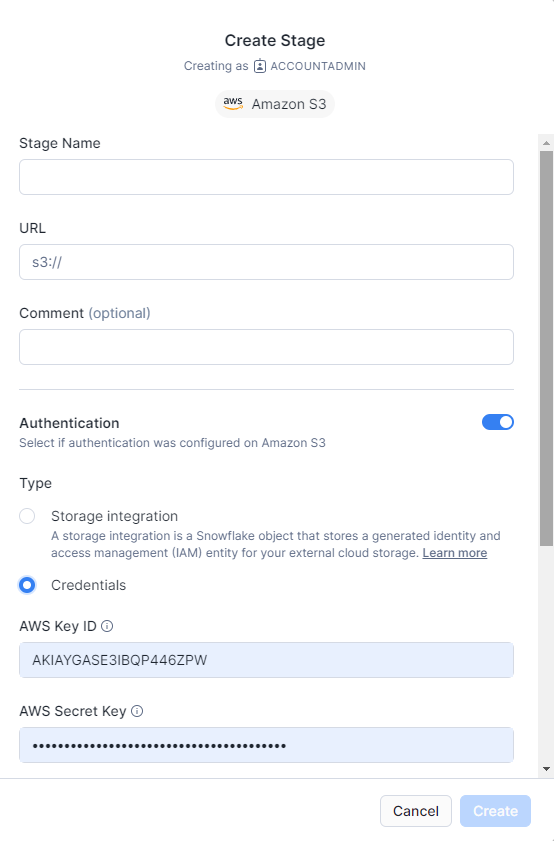 Create Stage
Creating as ACCOUNTADMIN
aws Amazon S3
Stage Name
URL
s3://
Comment (optional)
Authentication
Select if authentication was configured on Amazon S3
Type
Storage integration
A storage integration is a Snowflake object that stores a generated identity and
access management (IAM) entity for your external cloud storage. Learn more
Credentials
AWS Key ID
AKIAYGASE3IBQP446ZPW
AWS Secret Key
••••••••••••••••••••••••••••••••••••••••
Cancel
Create